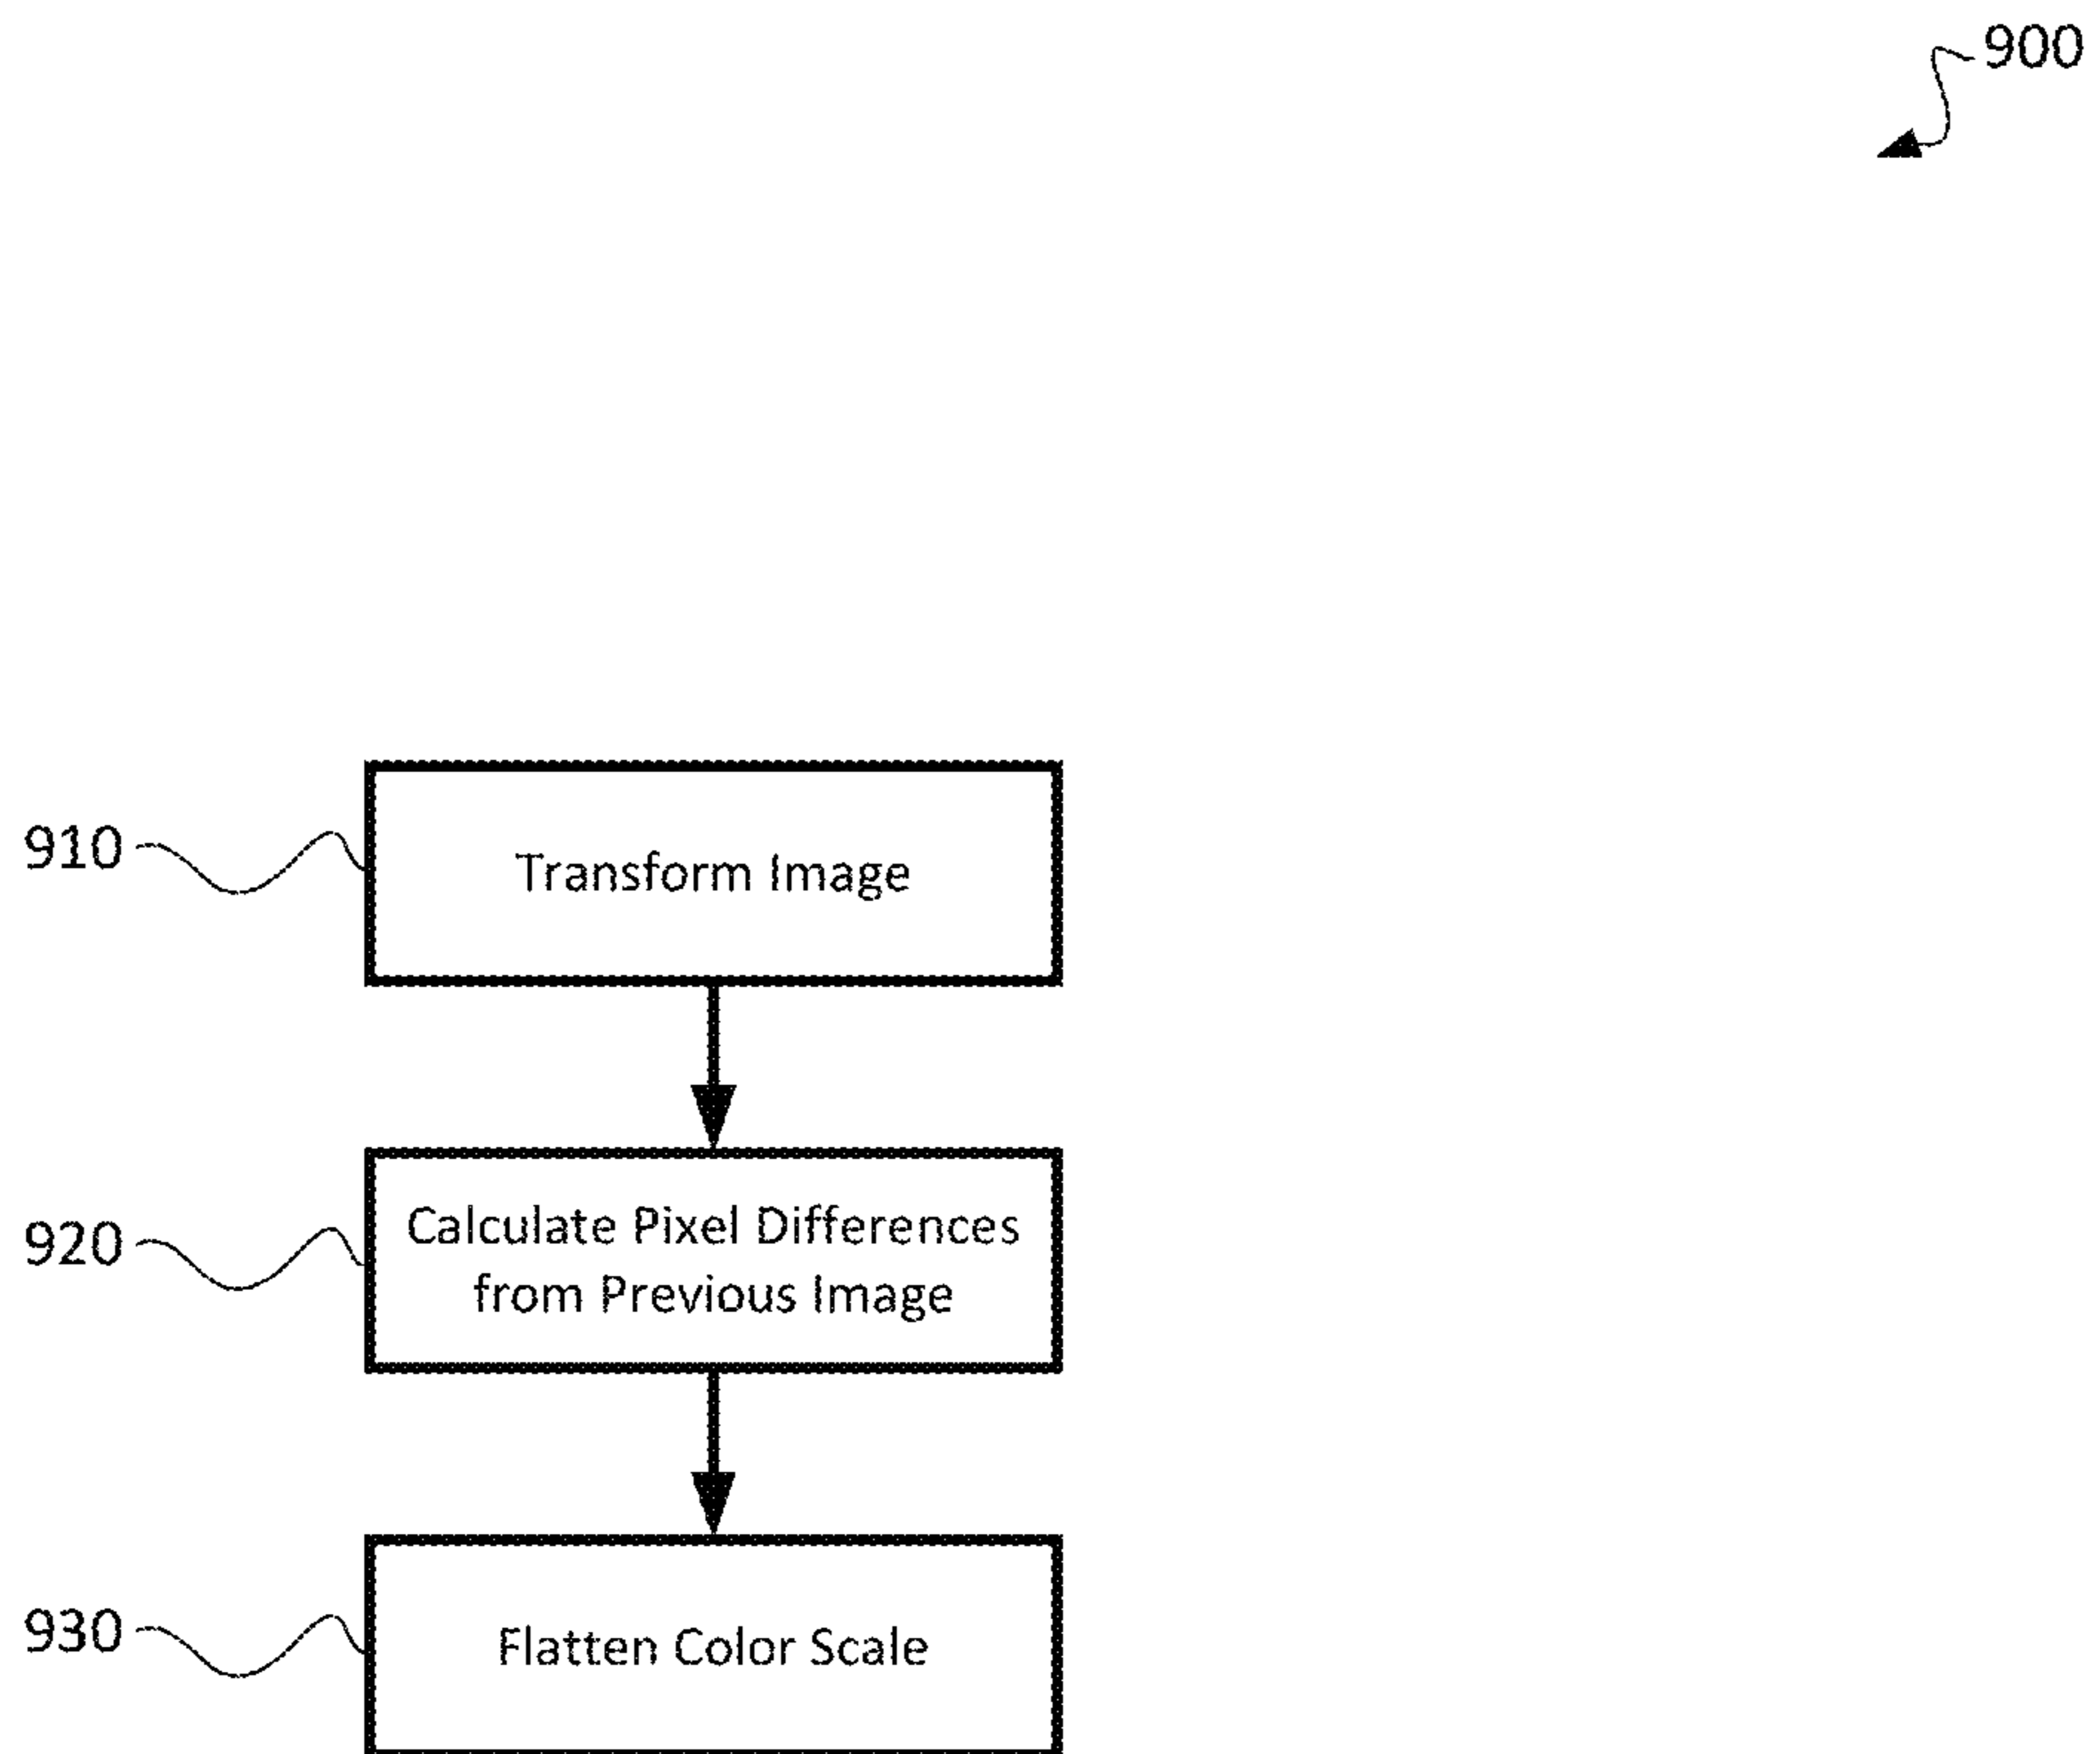 900
910
Transform Image
920
Calculate Pixel Differences
from Previous Image
930
Flatten Color Scale